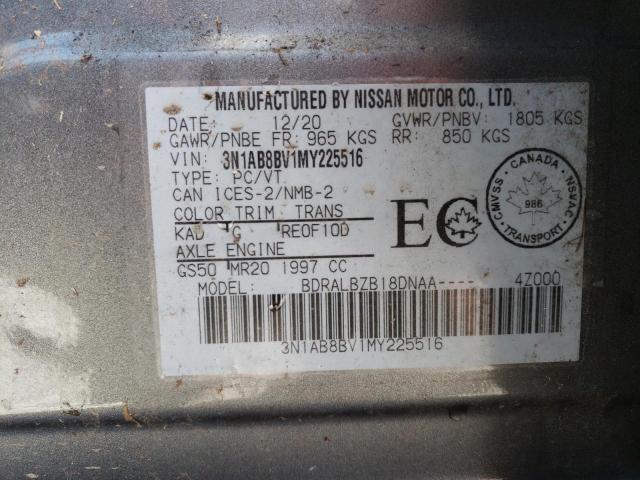 MANUFACTURED BY NISSAN MOTOR CO., LTD.
DATE: 12/20 GVWR/PNBV: 1805 KGS
GAWR/PNBE FR: 965 KGS RR: 850 KGS
VIN: 3N1AB8BV1MY225516
TYPE: PC/VT
CAN ICES-2/NMB-2
COLOR TRIM TRANS
KAD G RE0F10D
AXLE ENGINE
GS50 MR20 1997 CC
MODEL: BDRALBZB18DNAA---- 4Z000
3N1AB8BV1MY225516
EC
CANADA
CMVSS
NSVAC
986
TRANSPORT